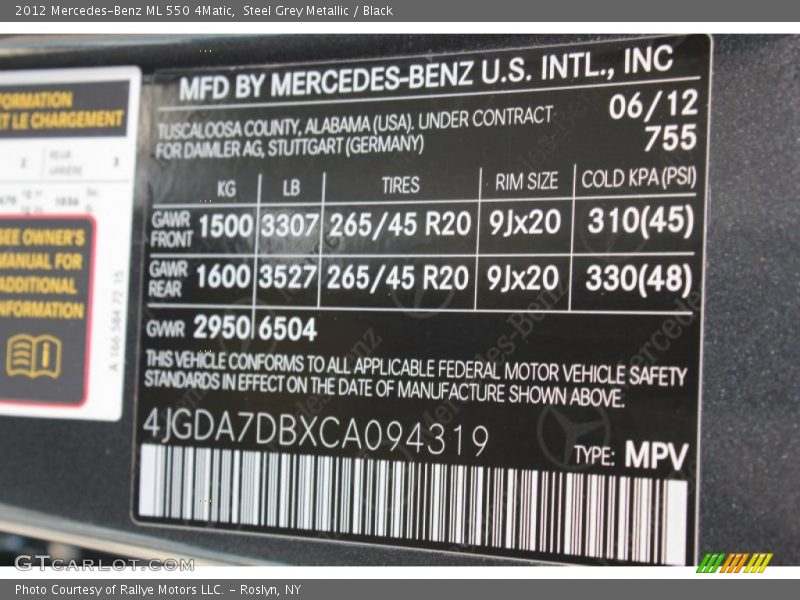 2012 Mercedes-Benz ML 550 4Matic, Steel Grey Metallic / Black
MFD BY MERCEDES-BENZ U.S. INTL., INC
TUSCALOOSA COUNTY, ALABAMA (USA). UNDER CONTRACT
FOR DAIMLER AG, STUTTGART (GERMANY)
06/12
755
KG LB TIRES RIM SIZE COLD KPA (PSI)
GAWR FRONT 1500 3307 265/45 R20 9Jx20 310(45)
GAWR REAR 1600 3527 265/45 R20 9Jx20 330(48)
GVWR 2950 6504
THIS VEHICLE CONFORMS TO ALL APPLICABLE FEDERAL MOTOR VEHICLE SAFETY
STANDARDS IN EFFECT ON THE DATE OF MANUFACTURE SHOWN ABOVE.
4JGDA7DBXCA094319
TYPE: MPV
ET LE CHARGEMENT
SEE OWNER'S
MANUAL FOR
ADDITIONAL
INFORMATION
A 166 584 72 15
GTCARLOT.COM
Photo Courtesy of Rallye Motors LLC. – Roslyn, NY